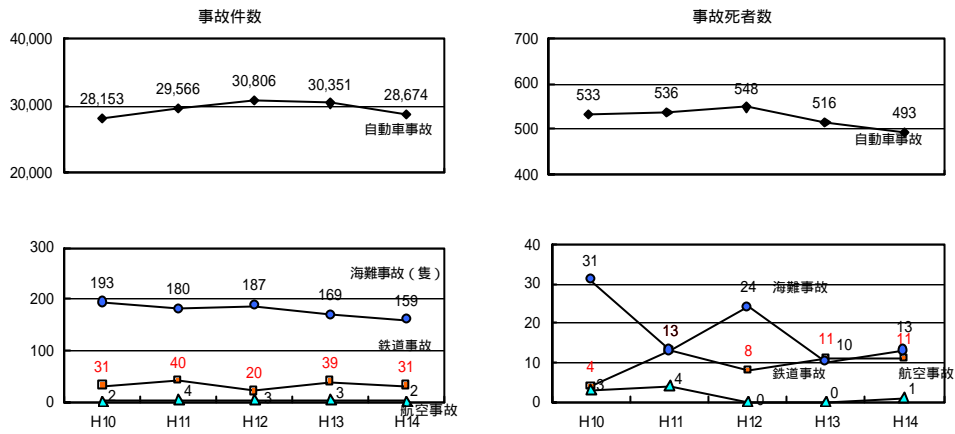 事故件数
40,000
30,000
20,000
28,153
29,566
30,806
30,351
28,674
自動車事故
事故死者数
700
600
500
400
533
536
548
516
493
自動車事故
300
200
100
0
193
180
187
169
159
海難事故（隻）
鉄道事故
31
40
20
39
31
2
4
3
3
2
航空事故
H10
H11
H12
H13
H14
40
30
20
10
0
31
13
24
10
13
海難事故
4
13
8
11
11
鉄道事故
3
4
0
0
1
航空事故
H10
H11
H12
H13
H14